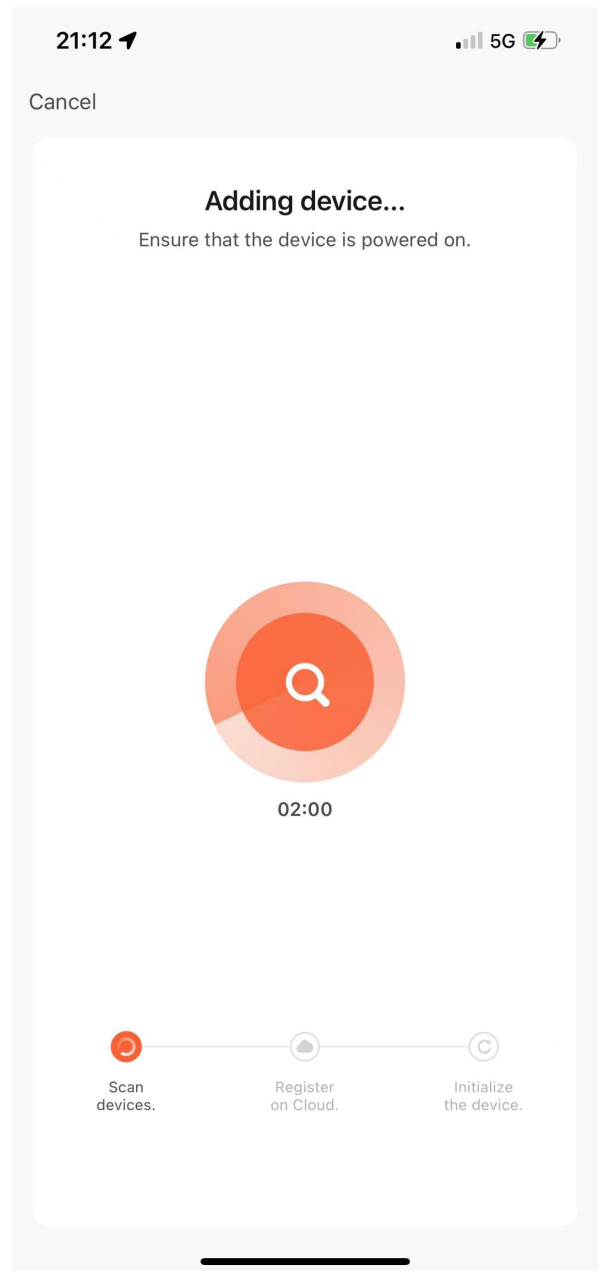 21:12
5G
Cancel
Adding device...
Ensure that the device is powered on.
02:00
Scan
devices.
Register
on Cloud.
Initialize
the device.